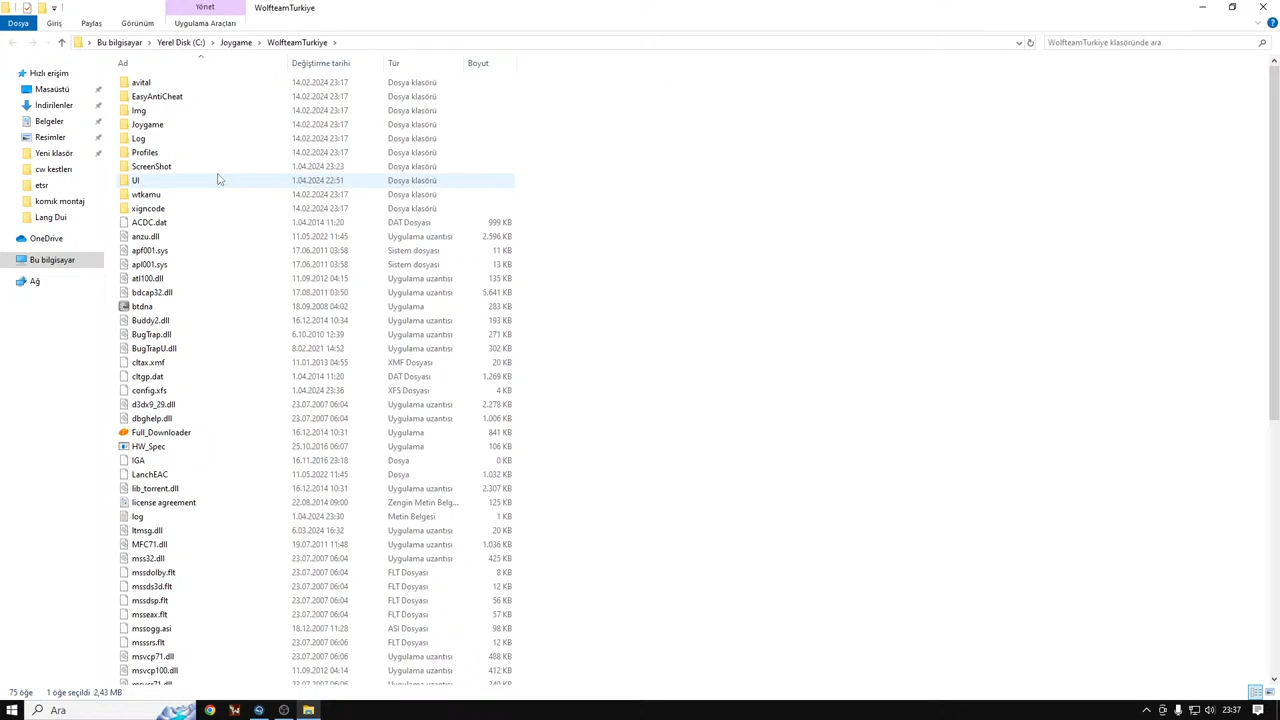 Yönet WolfteamTurkiye
Dosya Giriş Paylaş Görünüm Uygulama Araçları
Bu bilgisayar › Yerel Disk (C:) › Joygame › WolfteamTurkiye › WolfteamTurkiye klasöründe ara
Ad Değiştirme tarihi Tür Boyut
Hızlı erişim
Masaüstü
İndirilenler
Belgeler
Resimler
Yeni klasör
cw kestlerı
etsr
komik montaj
Lang Dui
OneDrive
Bu bilgisayar
Ağ
avital 14.02.2024 23:17 Dosya klasörü
EasyAntiCheat 14.02.2024 23:17 Dosya klasörü
Img 14.02.2024 23:17 Dosya klasörü
Joygame 14.02.2024 23:17 Dosya klasörü
Log 14.02.2024 23:17 Dosya klasörü
Profiles 14.02.2024 23:17 Dosya klasörü
ScreenShot 1.04.2024 23:23 Dosya klasörü
UI 1.04.2024 22:51 Dosya klasörü
wtkamu 14.02.2024 23:17 Dosya klasörü
xigncode 14.02.2024 23:17 Dosya klasörü
ACDC.dat 1.04.2014 11:20 DAT Dosyası 999 KB
anzu.dll 11.05.2022 11:45 Uygulama uzantısı 2.596 KB
apf001.sys 17.06.2011 03:58 Sistem dosyası 11 KB
apl001.sys 17.06.2011 03:58 Sistem dosyası 13 KB
atl100.dll 11.09.2012 04:15 Uygulama uzantısı 135 KB
bdcap32.dll 17.08.2011 03:50 Uygulama uzantısı 5.641 KB
btdna 18.09.2008 04:02 Uygulama 283 KB
Buddy2.dll 16.12.2014 10:34 Uygulama uzantısı 193 KB
BugTrap.dll 6.10.2010 12:39 Uygulama uzantısı 271 KB
BugTrapU.dll 8.02.2021 14:52 Uygulama uzantısı 302 KB
cltax.xmf 11.01.2013 04:55 XMF Dosyası 20 KB
cltgp.dat 1.04.2014 11:20 DAT Dosyası 1.269 KB
config.xfs 1.04.2024 23:36 XFS Dosyası 4 KB
d3dx9_29.dll 23.07.2007 06:04 Uygulama uzantısı 2.278 KB
dbghelp.dll 23.07.2007 06:04 Uygulama uzantısı 1.006 KB
Full_Downloader 16.12.2014 10:31 Uygulama 841 KB
HW_Spec 25.10.2016 06:07 Uygulama 106 KB
IGA 16.11.2016 23:18 Dosya 0 KB
LanchEAC 11.05.2022 11:45 Dosya 1.032 KB
lib_torrent.dll 16.12.2014 10:31 Uygulama uzantısı 2.307 KB
license agreement 22.08.2014 09:00 Zengin Metin Belg... 125 KB
log 1.04.2024 23:30 Metin Belgesi 1 KB
ltmsg.dll 6.03.2024 16:32 Uygulama uzantısı 20 KB
MFC71.dll 19.07.2011 11:48 Uygulama uzantısı 1.036 KB
mss32.dll 23.07.2007 06:04 Uygulama uzantısı 425 KB
mssdolby.flt 23.07.2007 06:04 FLT Dosyası 8 KB
mssds3d.flt 23.07.2007 06:04 FLT Dosyası 12 KB
mssdsp.flt 23.07.2007 06:04 FLT Dosyası 56 KB
msseax.flt 23.07.2007 06:04 FLT Dosyası 57 KB
mssogg.asi 18.12.2007 11:28 ASI Dosyası 98 KB
msssrs.flt 23.07.2007 06:06 FLT Dosyası 12 KB
msvcp71.dll 23.07.2007 06:06 Uygulama uzantısı 488 KB
msvcp100.dll 11.09.2012 04:14 Uygulama uzantısı 412 KB
msvcr71.dll 23.07.2007 06:06 Uygulama uzantısı 340 KB
75 öğe 1 öğe seçildi 2,43 MB
Ara 23:37